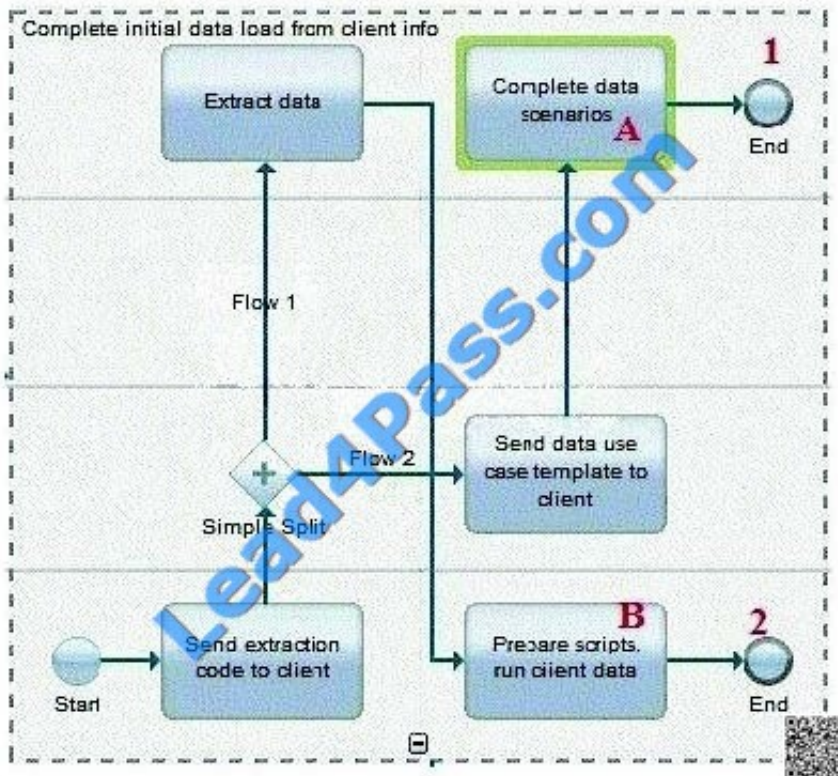 Complete initial data load from client info
Extract data
Complete data
scenarios
A
1
End
Flow 1
Flow 2
Simple Split
Send data use
case template to
client
Start
Send extraction
code to client
B
Prepare scripts,
run client data
2
End
Lead4Pass.com